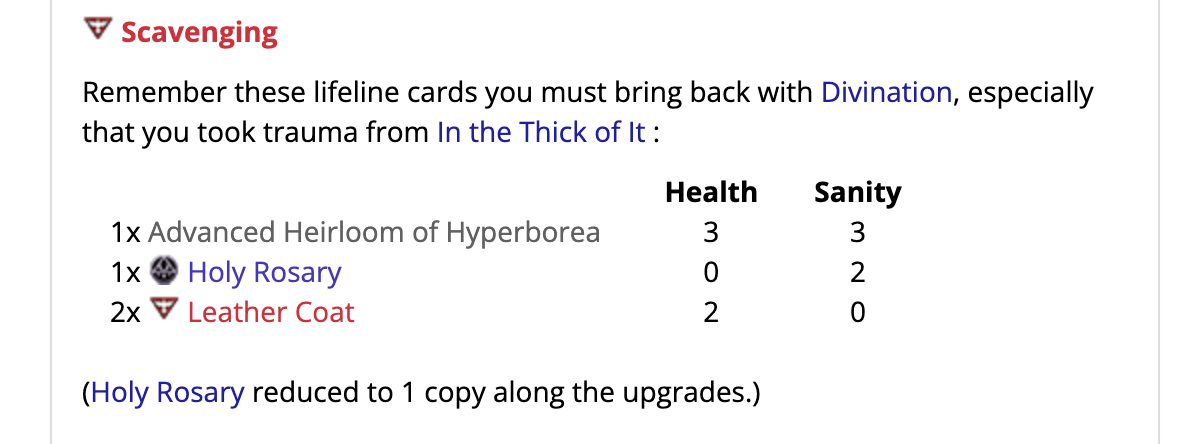 Scavenging
Remember these lifeline cards you must bring back with Divination, especially
that you took trauma from In the Thick of It :
Health Sanity
1x Advanced Heirloom of Hyperborea 3 3
1x Holy Rosary 0 2
2x Leather Coat 2 0
(Holy Rosary reduced to 1 copy along the upgrades.)